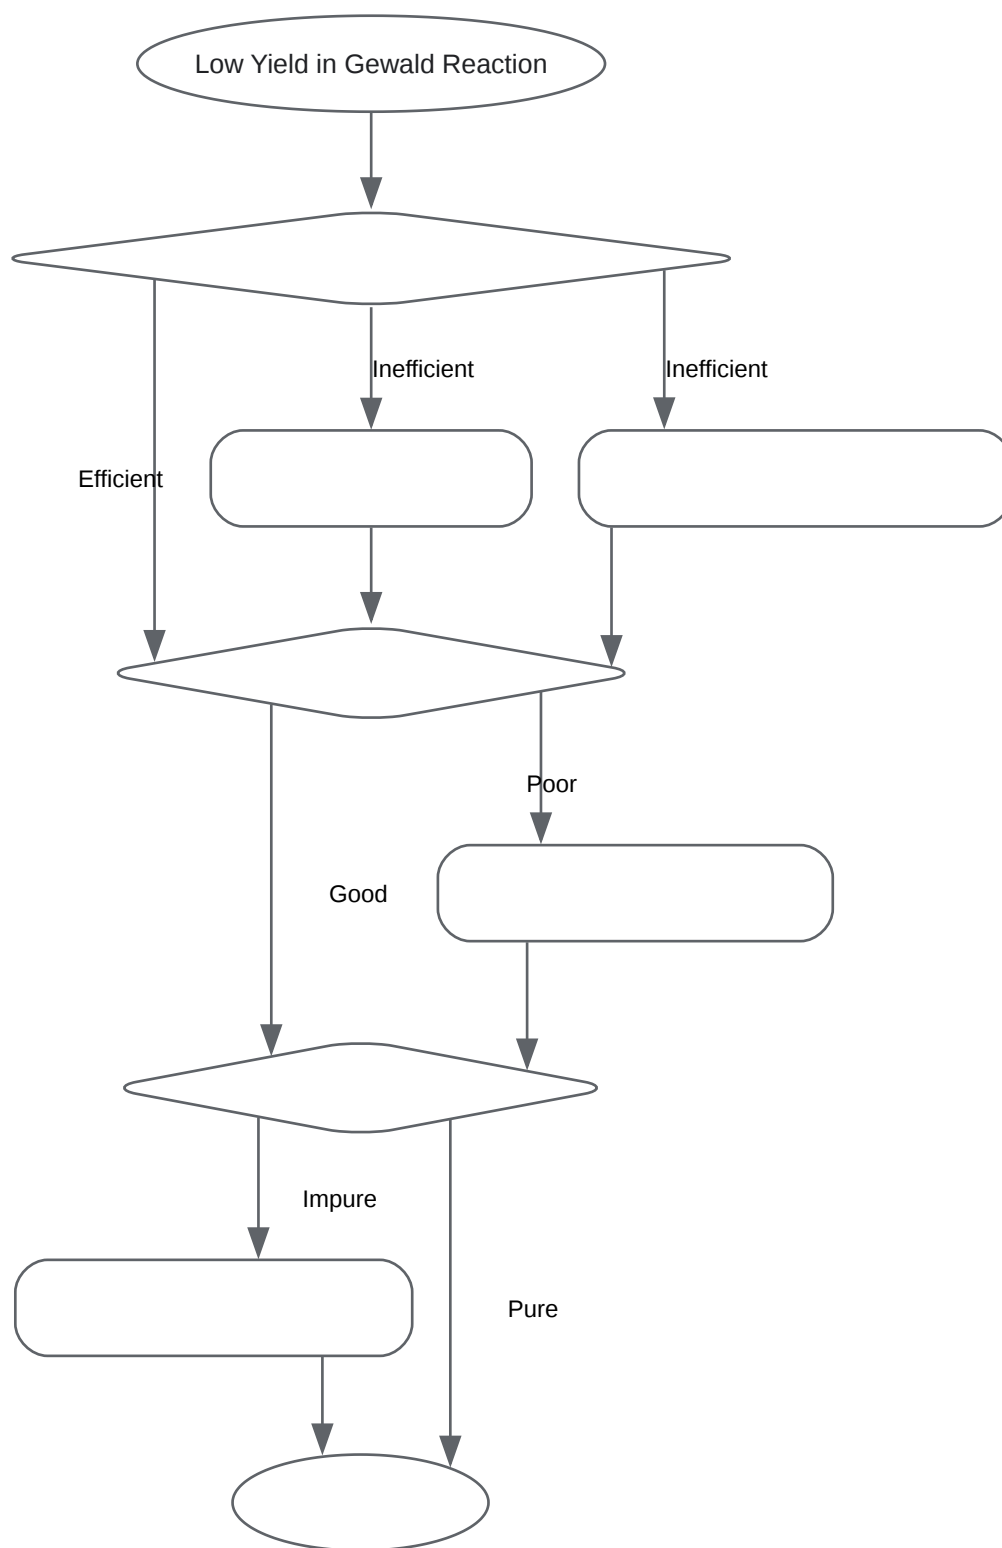 Low Yield in Gewald Reaction
Inefficient
Inefficient
Efficient
Poor
Good
Impure
Pure